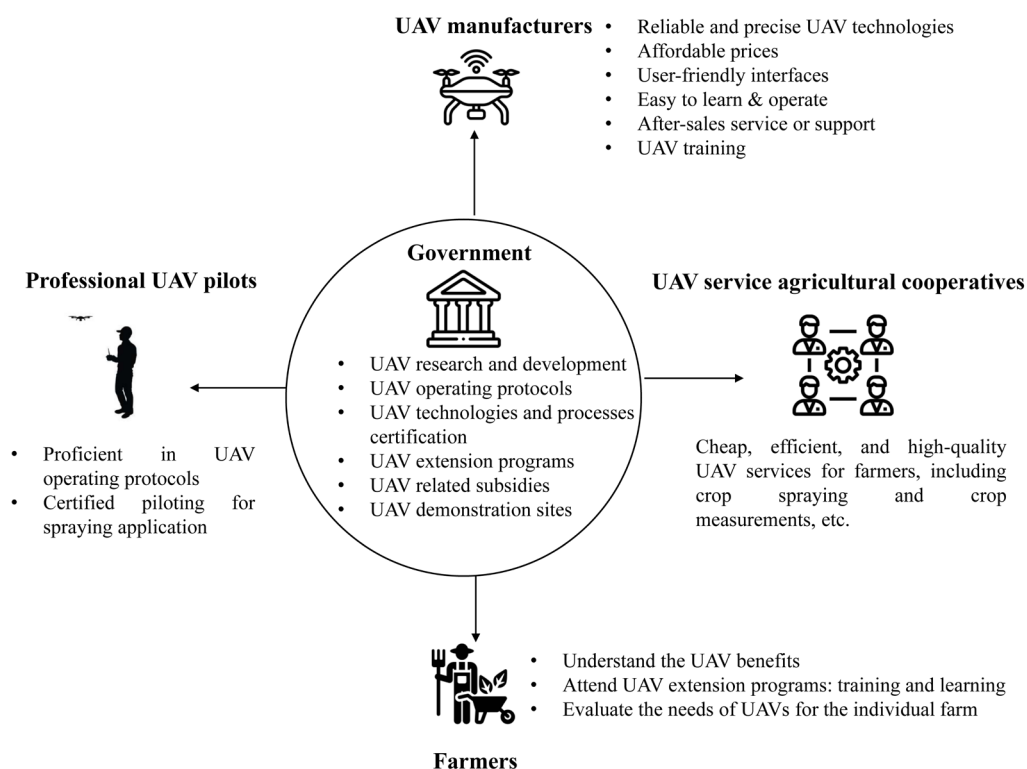 UAV manufacturers
• Reliable and precise UAV technologies
• Affordable prices
• User-friendly interfaces
• Easy to learn & operate
• After-sales service or support
• UAV training
Government
• UAV research and development
• UAV operating protocols
• UAV technologies and processes
certification
• UAV extension programs
• UAV related subsidies
• UAV demonstration sites
Professional UAV pilots
• Proficient in UAV
operating protocols
• Certified piloting for
spraying application
UAV service agricultural cooperatives
Cheap, efficient, and high-quality
UAV services for farmers, including
crop spraying and crop
measurements, etc.
• Understand the UAV benefits
• Attend UAV extension programs: training and learning
• Evaluate the needs of UAVs for the individual farm
Farmers